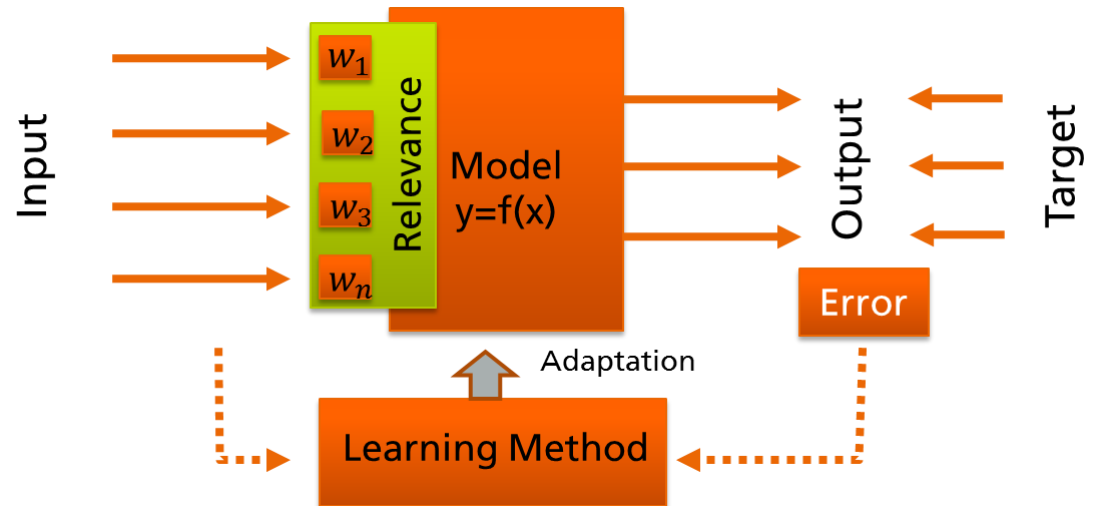 Input
w₁
w₂
w₃
wₙ
Relevance
Model
y=f(x)
Output
Target
Error
Adaptation
Learning Method